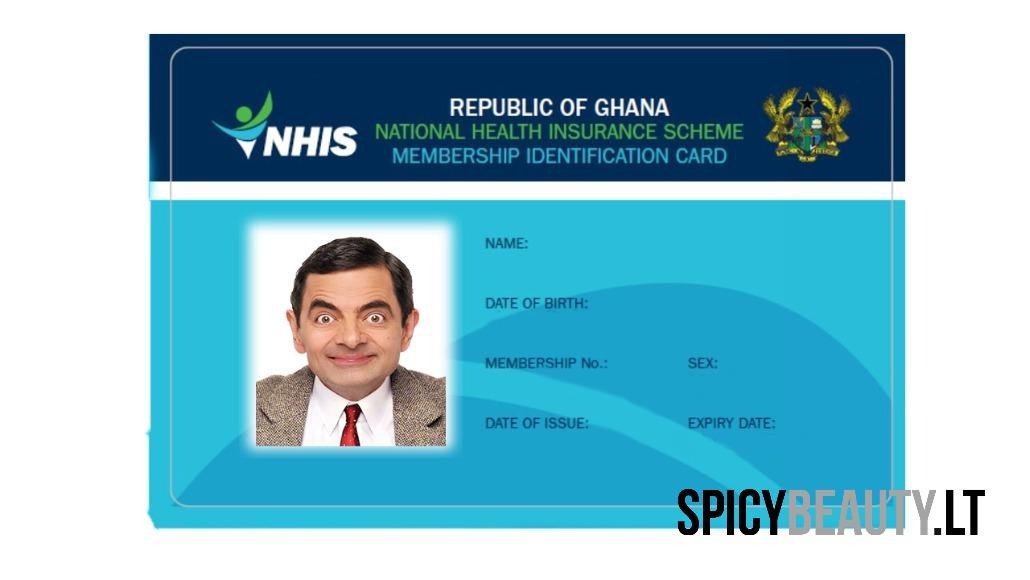 NHIS
REPUBLIC OF GHANA
NATIONAL HEALTH INSURANCE SCHEME
MEMBERSHIP IDENTIFICATION CARD
NAME:
DATE OF BIRTH:
MEMBERSHIP No.: SEX:
DATE OF ISSUE: EXPIRY DATE:
SPICYBEAUTY.LT